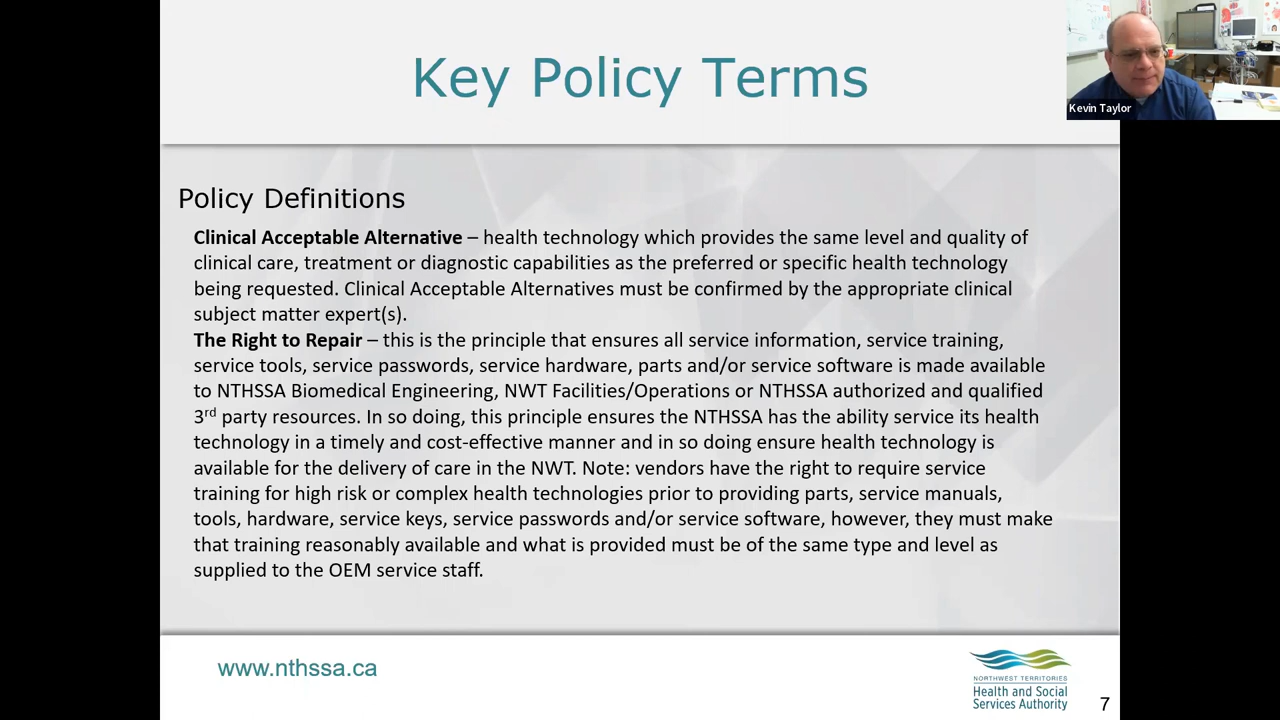 Key Policy Terms
Kevin Taylor
Policy Definitions
Clinical Acceptable Alternative – health technology which provides the same level and quality of
clinical care, treatment or diagnostic capabilities as the preferred or specific health technology
being requested. Clinical Acceptable Alternatives must be confirmed by the appropriate clinical
subject matter expert(s).
The Right to Repair – this is the principle that ensures all service information, service training,
service tools, service passwords, service hardware, parts and/or service software is made available
to NTHSSA Biomedical Engineering, NWT Facilities/Operations or NTHSSA authorized and qualified
3rd party resources. In so doing, this principle ensures the NTHSSA has the ability service its health
technology in a timely and cost-effective manner and in so doing ensure health technology is
available for the delivery of care in the NWT. Note: vendors have the right to require service
training for high risk or complex health technologies prior to providing parts, service manuals,
tools, hardware, service keys, service passwords and/or service software, however, they must make
that training reasonably available and what is provided must be of the same type and level as
supplied to the OEM service staff.
www.nthssa.ca
NORTHWEST TERRITORIES
Health and Social
Services Authority
7